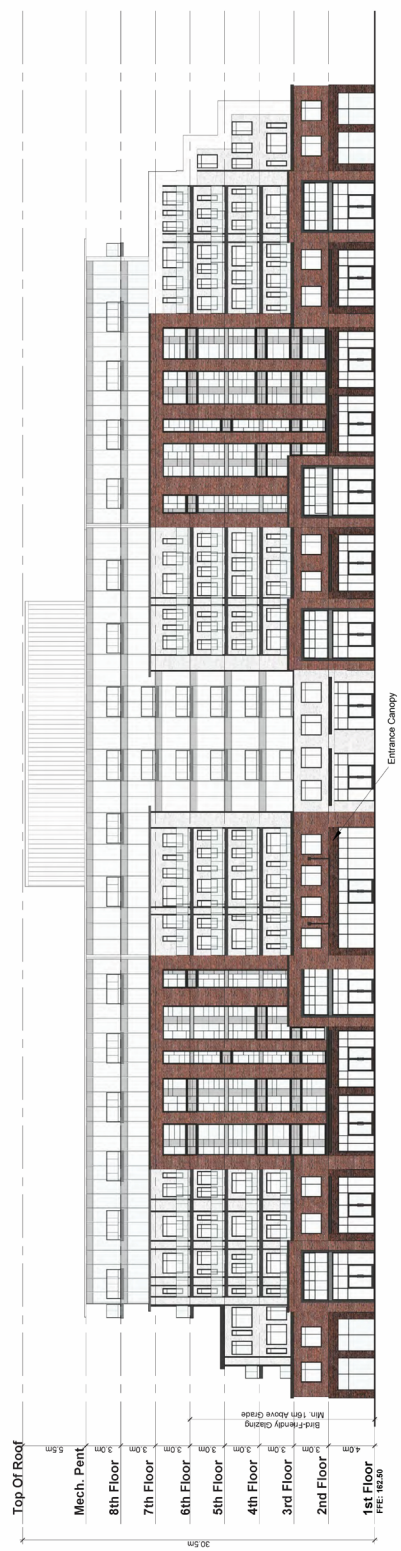 Top Of Roof
5.5m
Mech. Pent
3.0m
8th Floor
3.0m
7th Floor
3.0m
6th Floor
3.0m
5th Floor
3.0m
4th Floor
3.0m
3rd Floor
3.0m
2nd Floor
4.0m
1st Floor
FFE: 162.50
30.5m
Bird-Friendly Glazing
Min. 16m Above Grade
Entrance Canopy